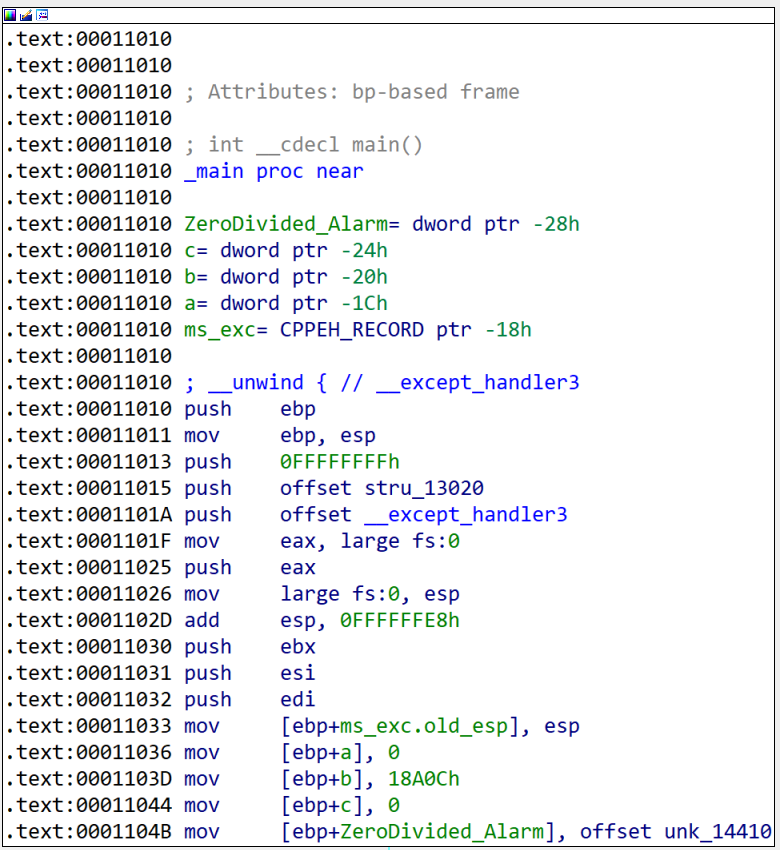 .text:00011010
.text:00011010
.text:00011010 ; Attributes: bp-based frame
.text:00011010
.text:00011010 ; int __cdecl main()
.text:00011010 _main proc near
.text:00011010
.text:00011010 ZeroDivided_Alarm= dword ptr -28h
.text:00011010 c= dword ptr -24h
.text:00011010 b= dword ptr -20h
.text:00011010 a= dword ptr -1Ch
.text:00011010 ms_exc= CPPEH_RECORD ptr -18h
.text:00011010
.text:00011010 ; __unwind { // __except_handler3
.text:00011010 push    ebp
.text:00011011 mov     ebp, esp
.text:00011013 push    0FFFFFFFFh
.text:00011015 push    offset stru_13020
.text:0001101A push    offset __except_handler3
.text:0001101F mov     eax, large fs:0
.text:00011025 push    eax
.text:00011026 mov     large fs:0, esp
.text:0001102D add     esp, 0FFFFFFE8h
.text:00011030 push    ebx
.text:00011031 push    esi
.text:00011032 push    edi
.text:00011033 mov     [ebp+ms_exc.old_esp], esp
.text:00011036 mov     [ebp+a], 0
.text:0001103D mov     [ebp+b], 18A0Ch
.text:00011044 mov     [ebp+c], 0
.text:0001104B mov     [ebp+ZeroDivided_Alarm], offset unk_14410